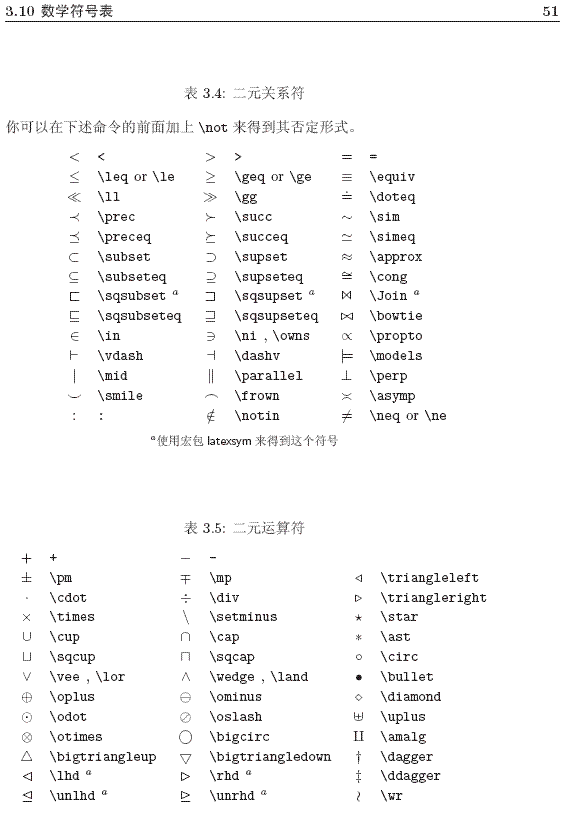 3.10 数学符号表 51
表 3.4: 二元关系符
你可以在下述命令的前面加上 \not 来得到其否定形式。
< < > > = =
≤ \leq or \le ≥ \geq or \ge ≡ \equiv
≪ \ll ≫ \gg ≐ \doteq
≺ \prec ≻ \succ ∼ \sim
⪯ \preceq ⪰ \succeq ≃ \simeq
⊂ \subset ⊃ \supset ≈ \approx
⊆ \subseteq ⊇ \supseteq ≅ \cong
⊏ \sqsubset a ⊐ \sqsupset a ⋈ \Join a
⊑ \sqsubseteq ⊒ \sqsupseteq ⋈ \bowtie
∈ \in ∋ \ni , \owns ∝ \propto
⊢ \vdash ⊣ \dashv ⊨ \models
∣ \mid ∥ \parallel ⊥ \perp
⌣ \smile ⌢ \frown ≍ \asymp
: : ∉ \notin ≠ \neq or \ne
a使用宏包 latexsym 来得到这个符号
表 3.5: 二元运算符
+ + − -
± \pm ∓ \mp ◁ \triangleleft
· \cdot ÷ \div ▷ \triangleright
× \times \ \setminus ⋆ \star
∪ \cup ∩ \cap ∗ \ast
⊔ \sqcup ⊓ \sqcap ∘ \circ
∨ \vee , \lor ∧ \wedge , \land • \bullet
⊕ \oplus ⊖ \ominus ⋄ \diamond
⊙ \odot ⊘ \oslash ⊎ \uplus
⊗ \otimes ◯ \bigcirc ⨿ \amalg
△ \bigtriangleup ▽ \bigtriangledown † \dagger
⊲ \lhd a ⊳ \rhd a ‡ \ddagger
⊴ \unlhd a ⊵ \unrhd a ≀ \wr